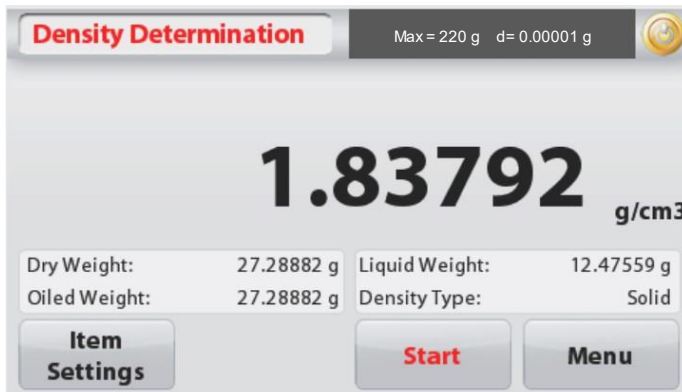 Density Determination
Max = 220 g d= 0.00001 g
1.83792 g/cm3
Dry Weight: 27.28882 g Liquid Weight: 12.47559 g
Oiled Weight: 27.28882 g Density Type: Solid
Item
Settings
Start
Menu